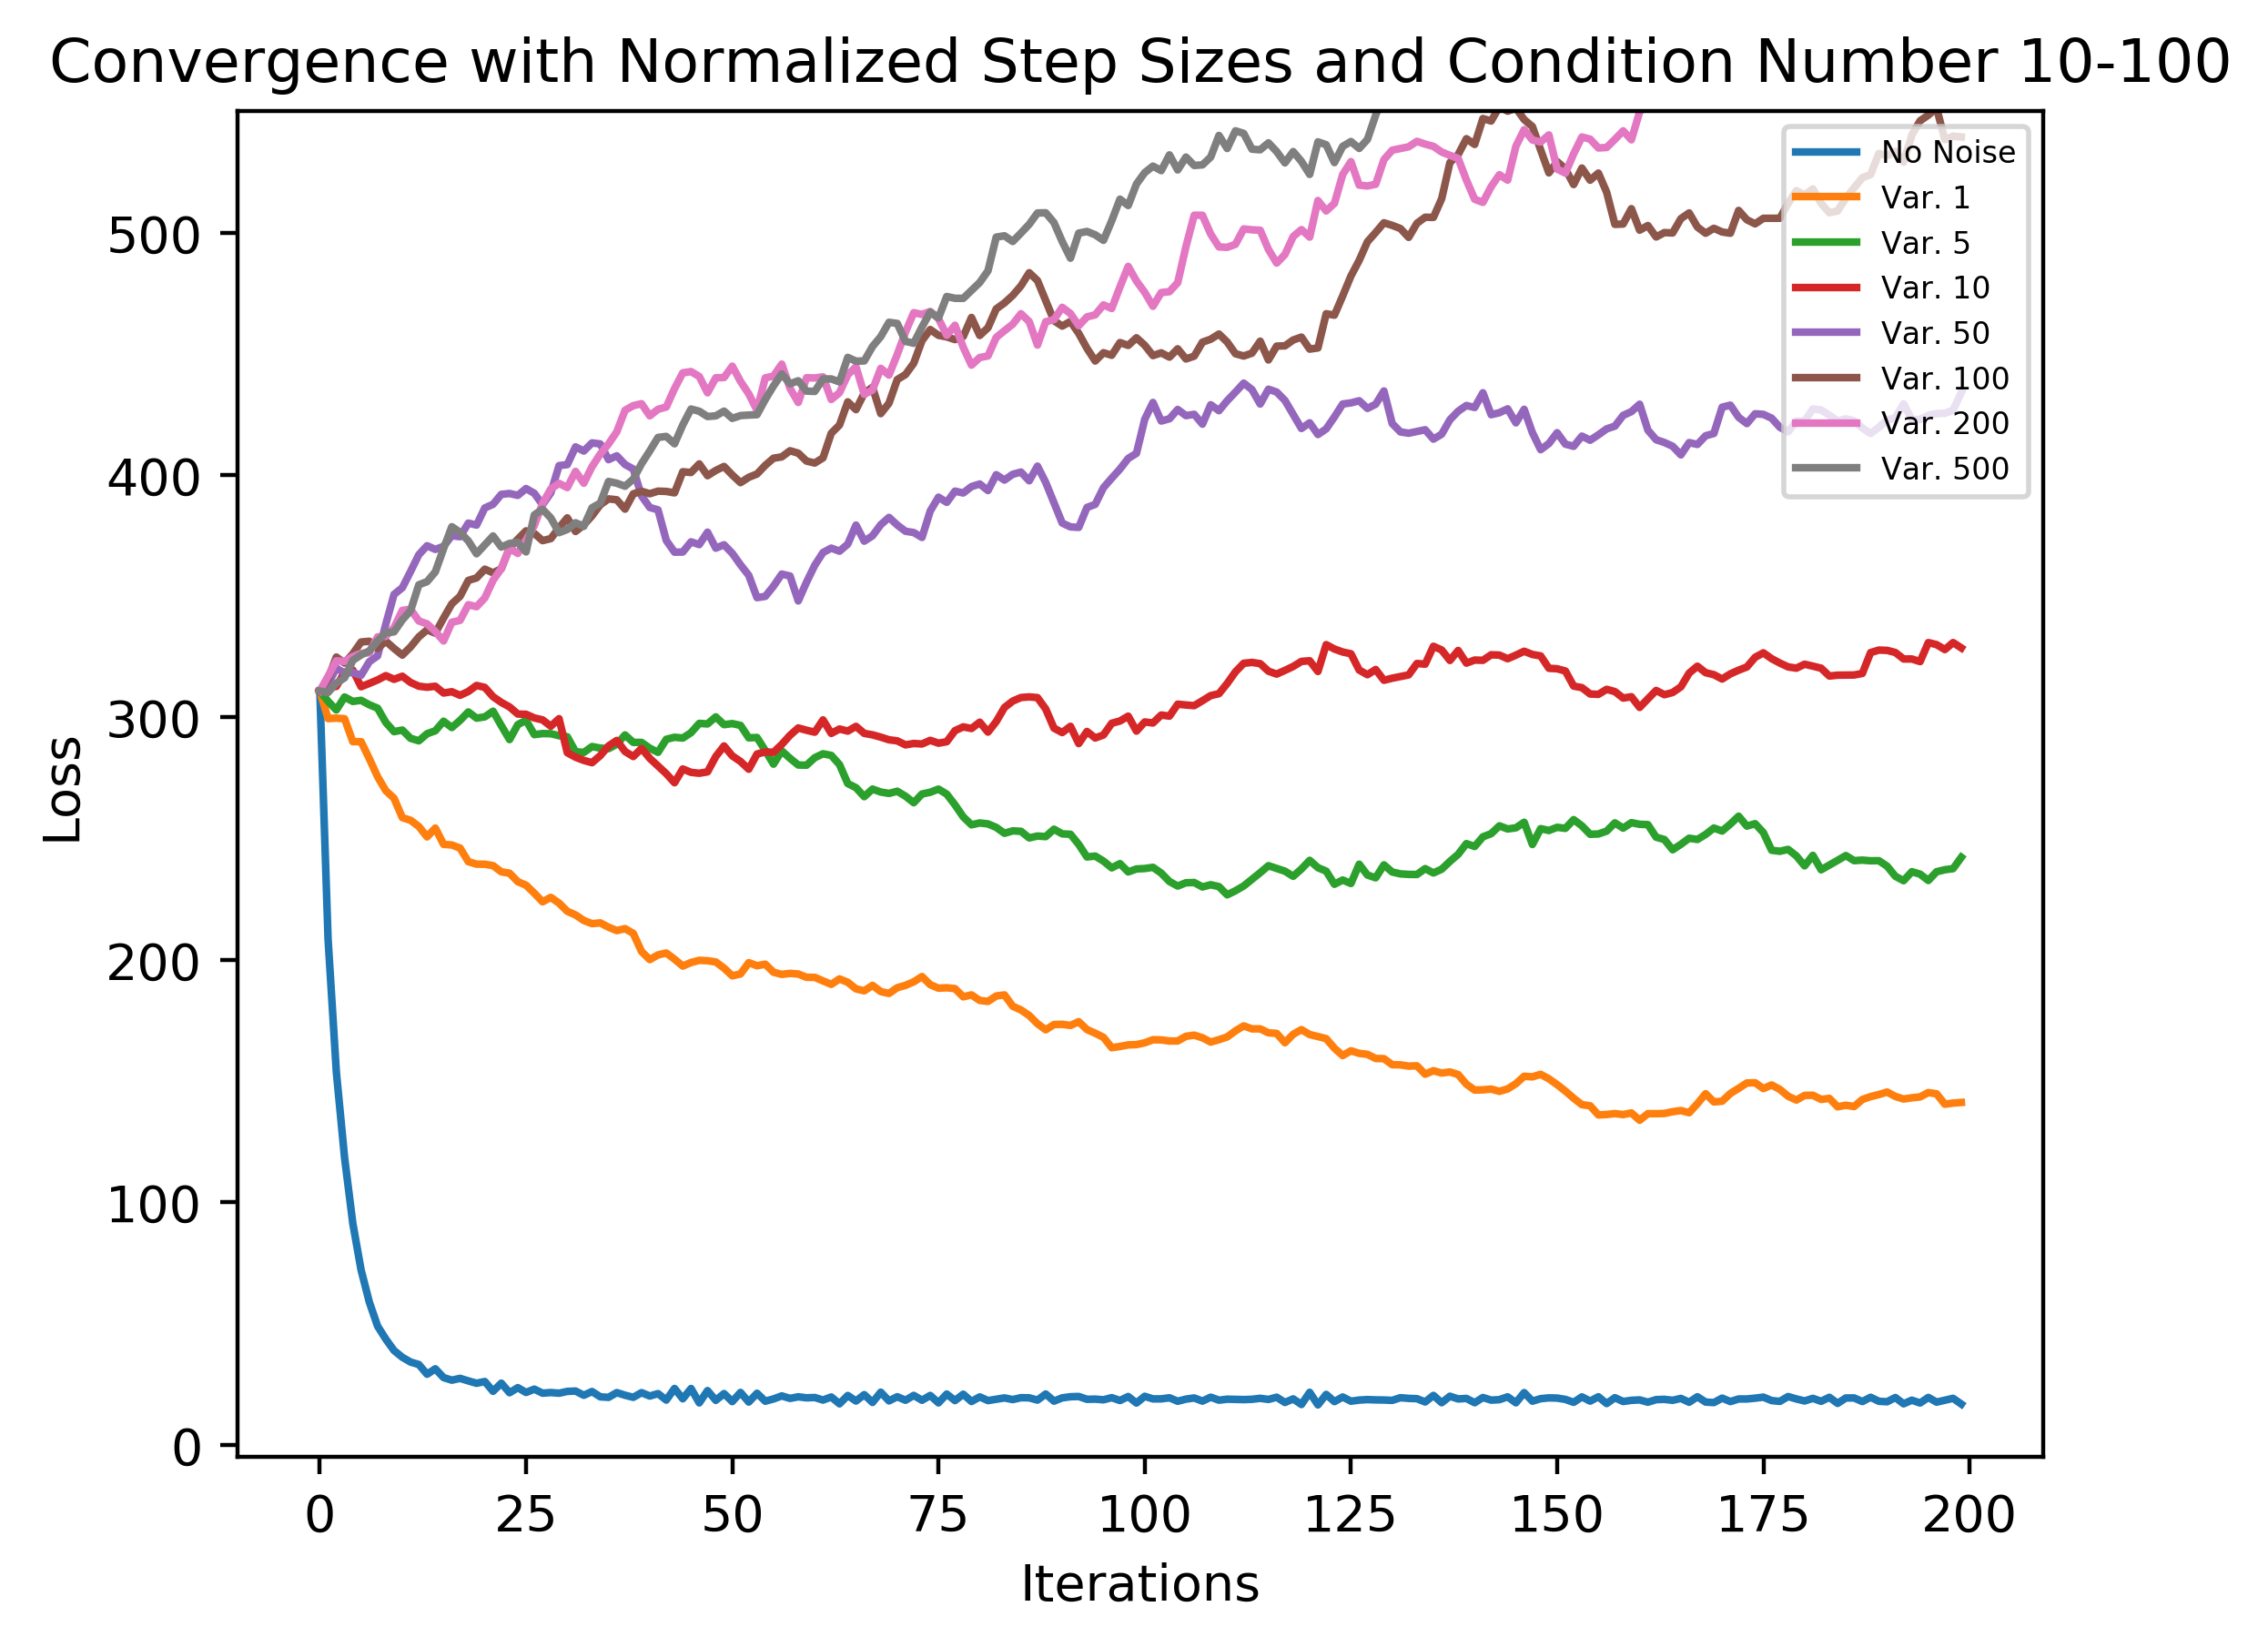 Convergence with Normalized Step Sizes and Condition Number 10-100
Loss
500
400
300
200
100
0
No Noise
Var. 1
Var. 5
Var. 10
Var. 50
Var. 100
Var. 200
Var. 500
0 25 50 75 100 125 150 175 200
Iterations